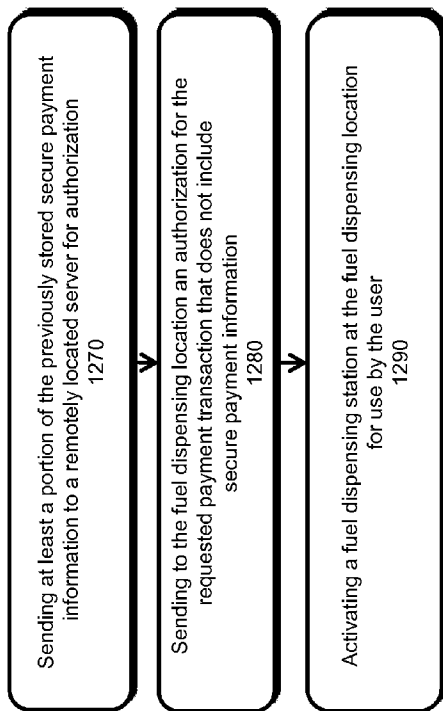 Sending at least a portion of the previously stored secure payment
information to a remotely located server for authorization
1270
Sending to the fuel dispensing location an authorization for the
requested payment transaction that does not include
secure payment information
1280
Activating a fuel dispensing station at the fuel dispensing location
for use by the user
1290